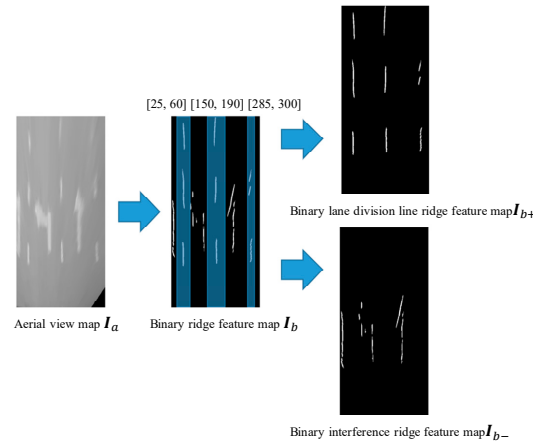 [25, 60] [150, 190] [285, 300]
Binary lane division line ridge feature map I_{b+}
Aerial view map I_a
Binary ridge feature map I_b
Binary interference ridge feature map I_{b−}